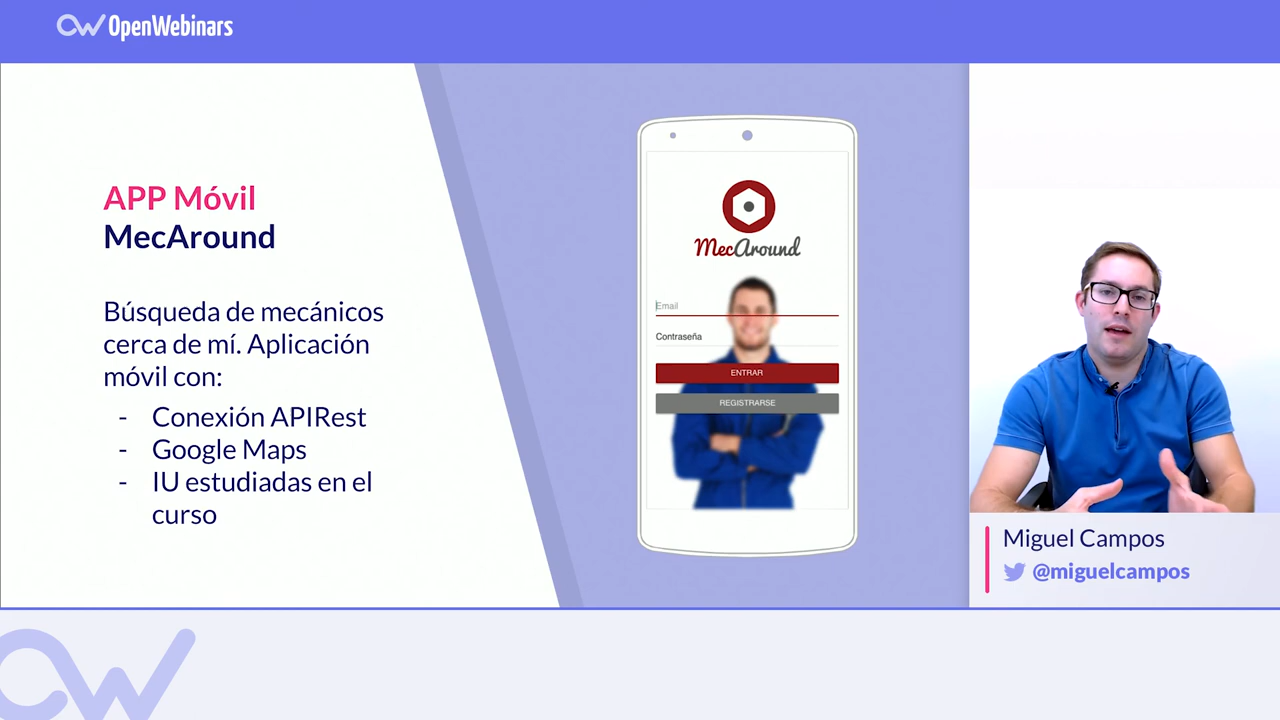 OpenWebinars
APP Móvil
MecAround
Búsqueda de mecánicos
cerca de mí. Aplicación
móvil con:
- Conexión APIRest
- Google Maps
- IU estudiadas en el
curso
MecAround
Email
Contraseña
ENTRAR
REGISTRARSE
Miguel Campos
@miguelcampos